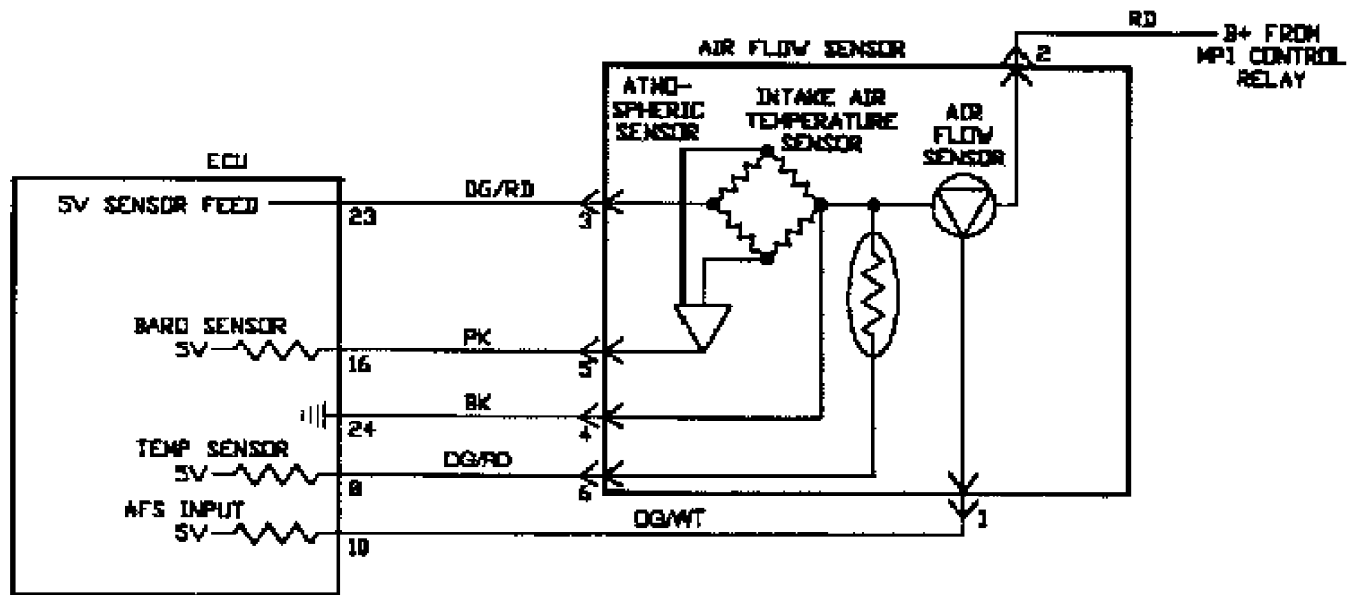 RD
B+ FROM
MPI CONTROL
RELAY
2
AIR FLOW SENSOR
ATMO-
SPHERIC
SENSOR
INTAKE AIR
TEMPERATURE
SENSOR
AIR
FLOW
SENSOR
ECU
5V SENSOR FEED
23
DG/RD
3
BARO SENSOR
5V
16
PK
5
24
BK
4
TEMP SENSOR
5V
8
DG/RD
6
AFS INPUT
5V
10
DG/WT
1